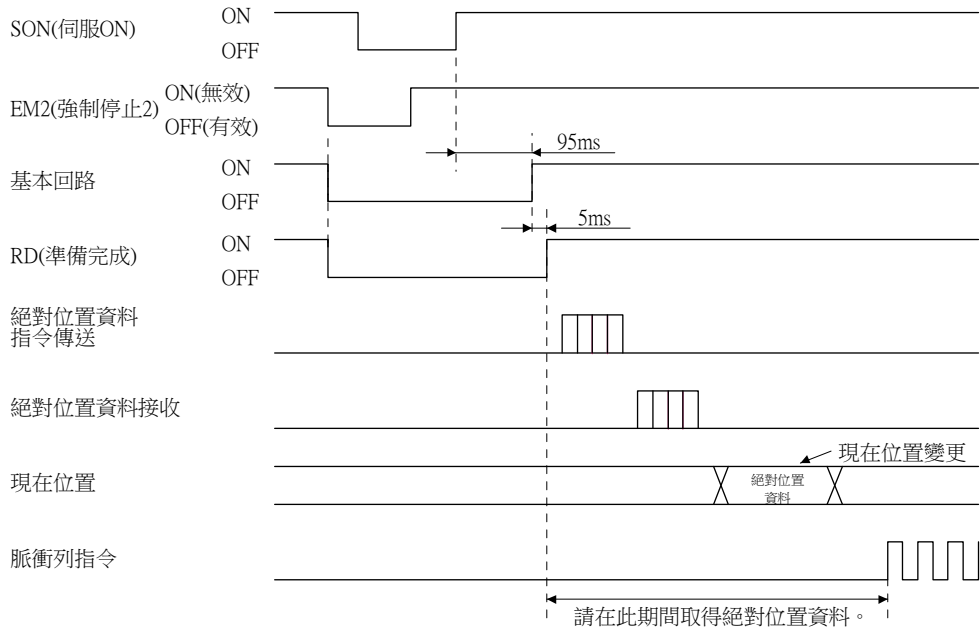 SON(伺服ON)
ON
OFF
EM2(強制停止2)
ON(無效)
OFF(有效)
95ms
基本回路
ON
OFF
5ms
RD(準備完成)
ON
OFF
絕對位置資料
指令傳送
絕對位置資料接收
現在位置變更
現在位置
絕對位置
資料
脈衝列指令
請在此期間取得絕對位置資料。